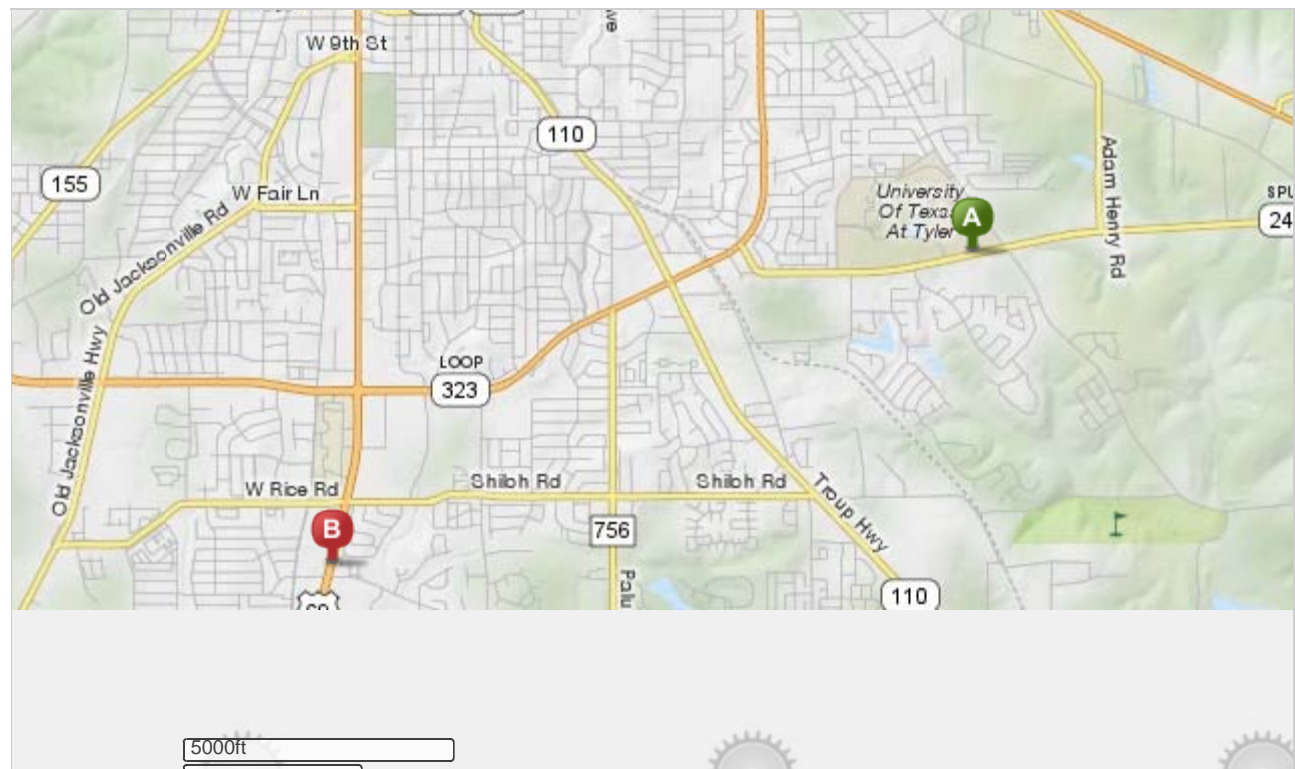 W 9th St
110
155
W Fair Ln
Old Jacksonville Rd
University
Of Texas
At Tyler
A
Adam Henry Rd
SPL
24
Old Jacksonville Hwy
LOOP
323
W Rice Rd
Shiloh Rd
Shiloh Rd
Troup Hwy
B
756
110
5000ft